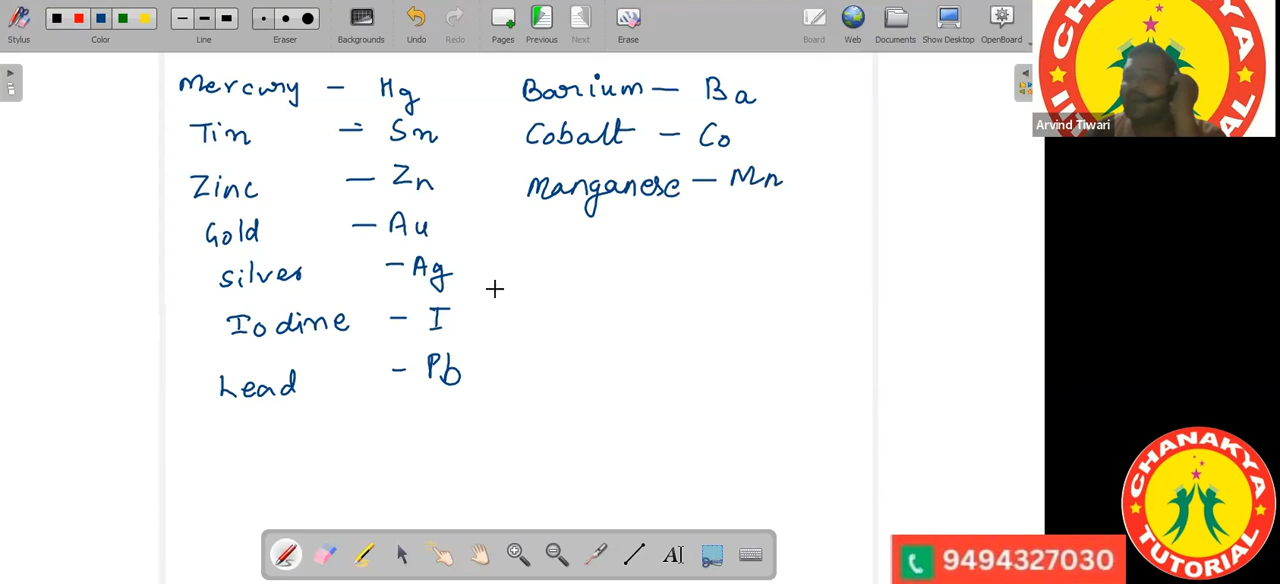 Stylus
Color
Line
Eraser
Backgrounds
Undo
Redo
Pages
Previous
Next
Erase
Board
Web
Documents
Show Desktop
OpenBoard
Mercury - Hg
Tin - Sn
Zinc - Zn
Gold - Au
Silver - Ag
Iodine - I
Lead - Pb
Barium - Ba
Cobalt - Co
Manganese - Mn
Arvind Tiwari
CHANAKYA
TUTORIAL
9494327030